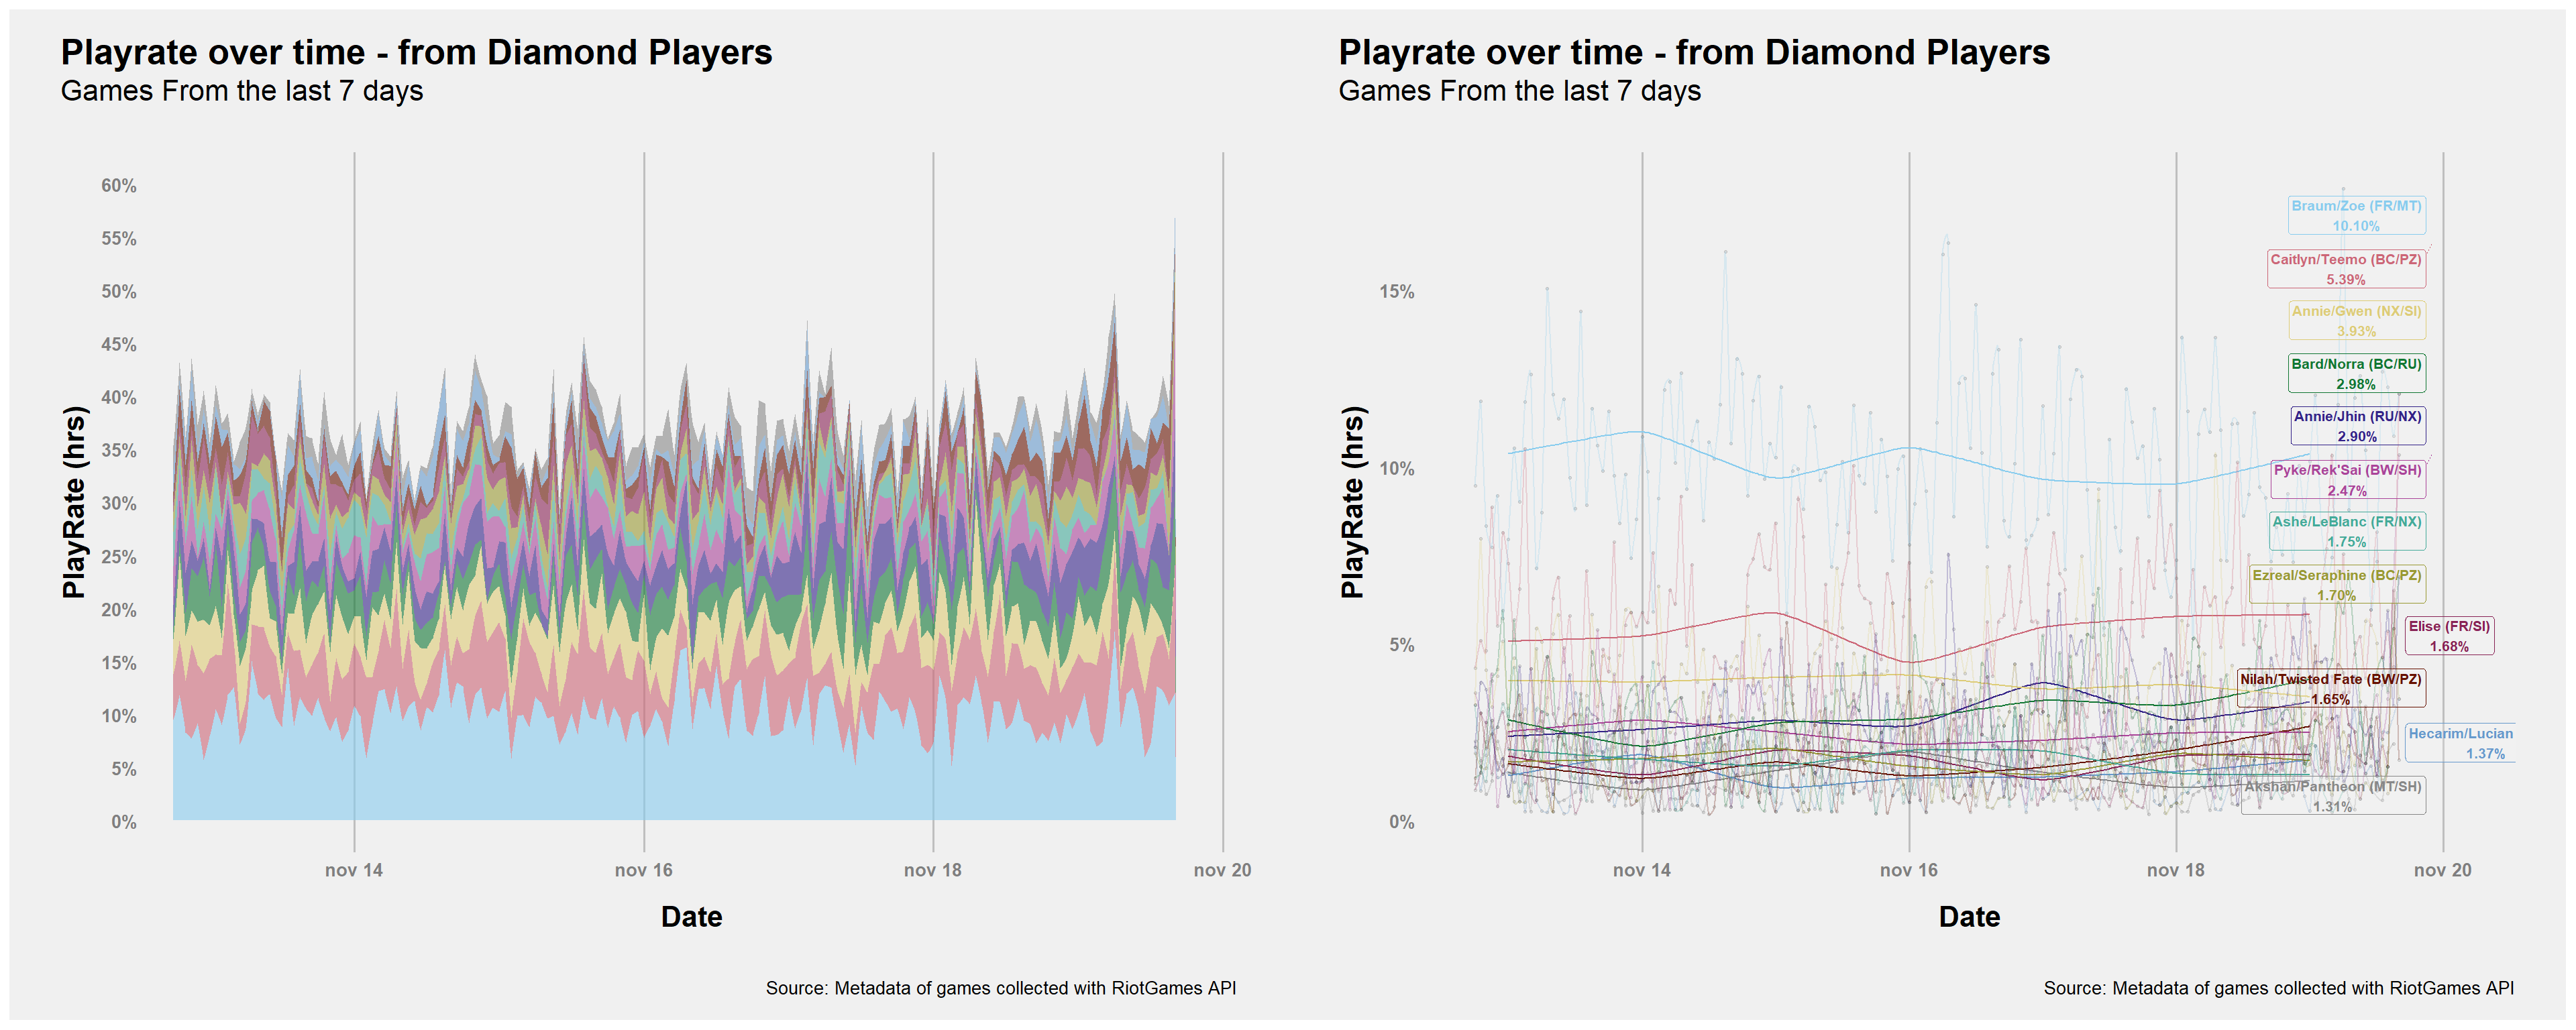 Playrate over time - from Diamond Players
Games From the last 7 days
PlayRate (hrs)
60%
55%
50%
45%
40%
35%
30%
25%
20%
15%
10%
5%
0%
nov 14
nov 16
nov 18
nov 20
Date
Source: Metadata of games collected with RiotGames API
Playrate over time - from Diamond Players
Games From the last 7 days
PlayRate (hrs)
15%
10%
5%
0%
Braum/Zoe (FR/MT)
10.10%
Caitlyn/Teemo (BC/PZ)
5.39%
Annie/Gwen (NX/SI)
3.93%
Bard/Norra (BC/RU)
2.98%
Annie/Jhin (RU/NX)
2.90%
Pyke/Rek'Sai (BW/SH)
2.47%
Ashe/LeBlanc (FR/NX)
1.75%
Ezreal/Seraphine (BC/PZ)
1.70%
Elise (FR/SI)
1.68%
Nilah/Twisted Fate (BW/PZ)
1.65%
Hecarim/Lucian
1.37%
Akshan/Pantheon (MT/SH)
1.31%
nov 14
nov 16
nov 18
nov 20
Date
Source: Metadata of games collected with RiotGames API